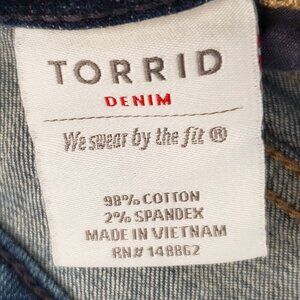 TORRID
DENIM
We swear by the fit ®
98% COTTON
2% SPANDEX
MADE IN VIETNAM
RN# 148862